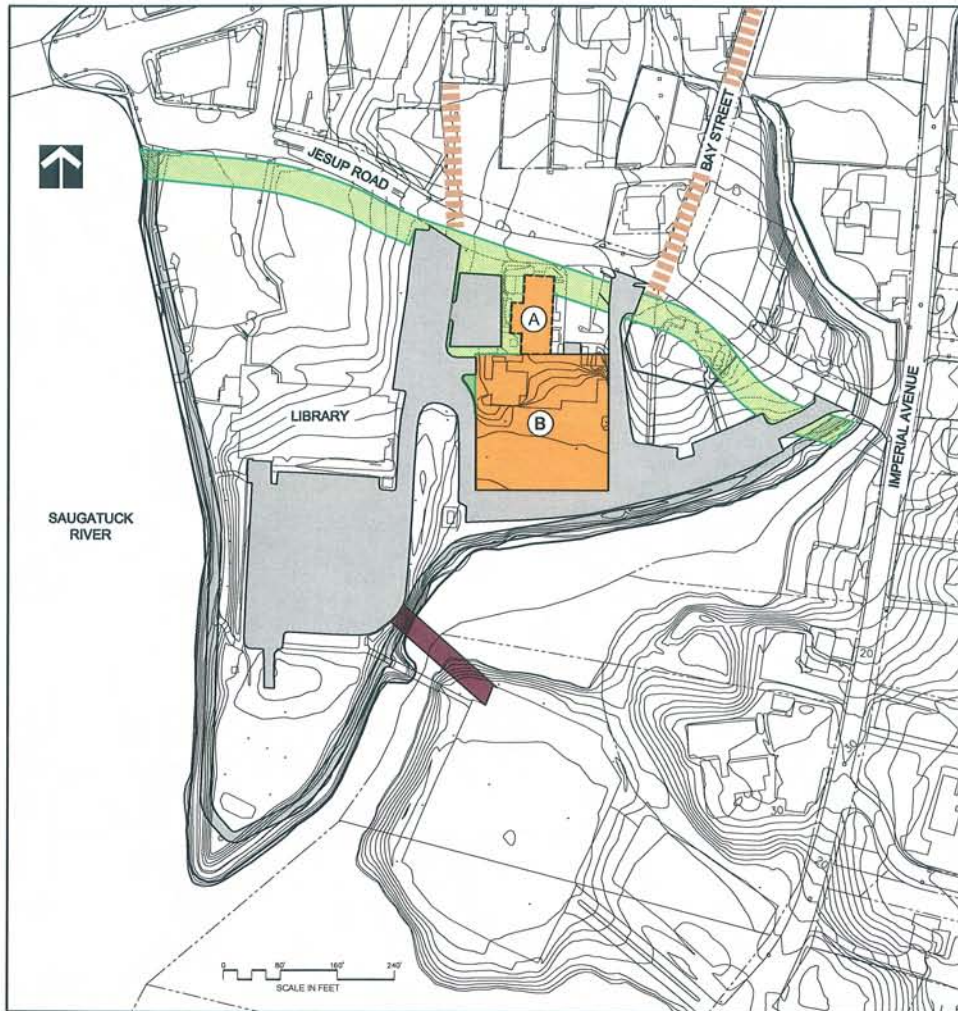 JESUP ROAD
BAY STREET
A
B
LIBRARY
IMPERIAL AVENUE
SAUGATUCK
RIVER
20
30
30
20
0 80' 160' 240'
SCALE IN FEET